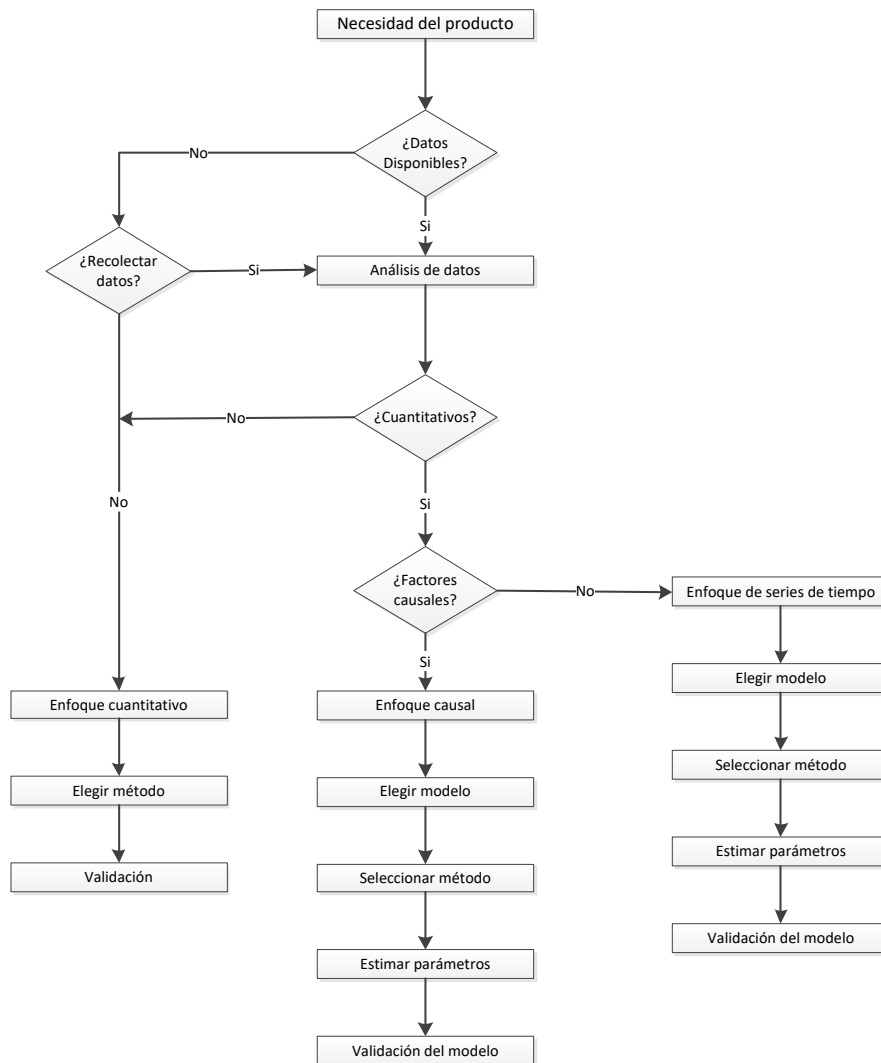 Necesidad del producto
¿Datos
Disponibles?
No
Si
¿Recolectar
datos?
Si
Análisis de datos
¿Cuantitativos?
No
No
Si
¿Factores
causales?
No
Enfoque de series de tiempo
Si
Elegir modelo
Enfoque cuantitativo
Enfoque causal
Seleccionar método
Elegir método
Elegir modelo
Estimar parámetros
Validación
Seleccionar método
Validación del modelo
Estimar parámetros
Validación del modelo